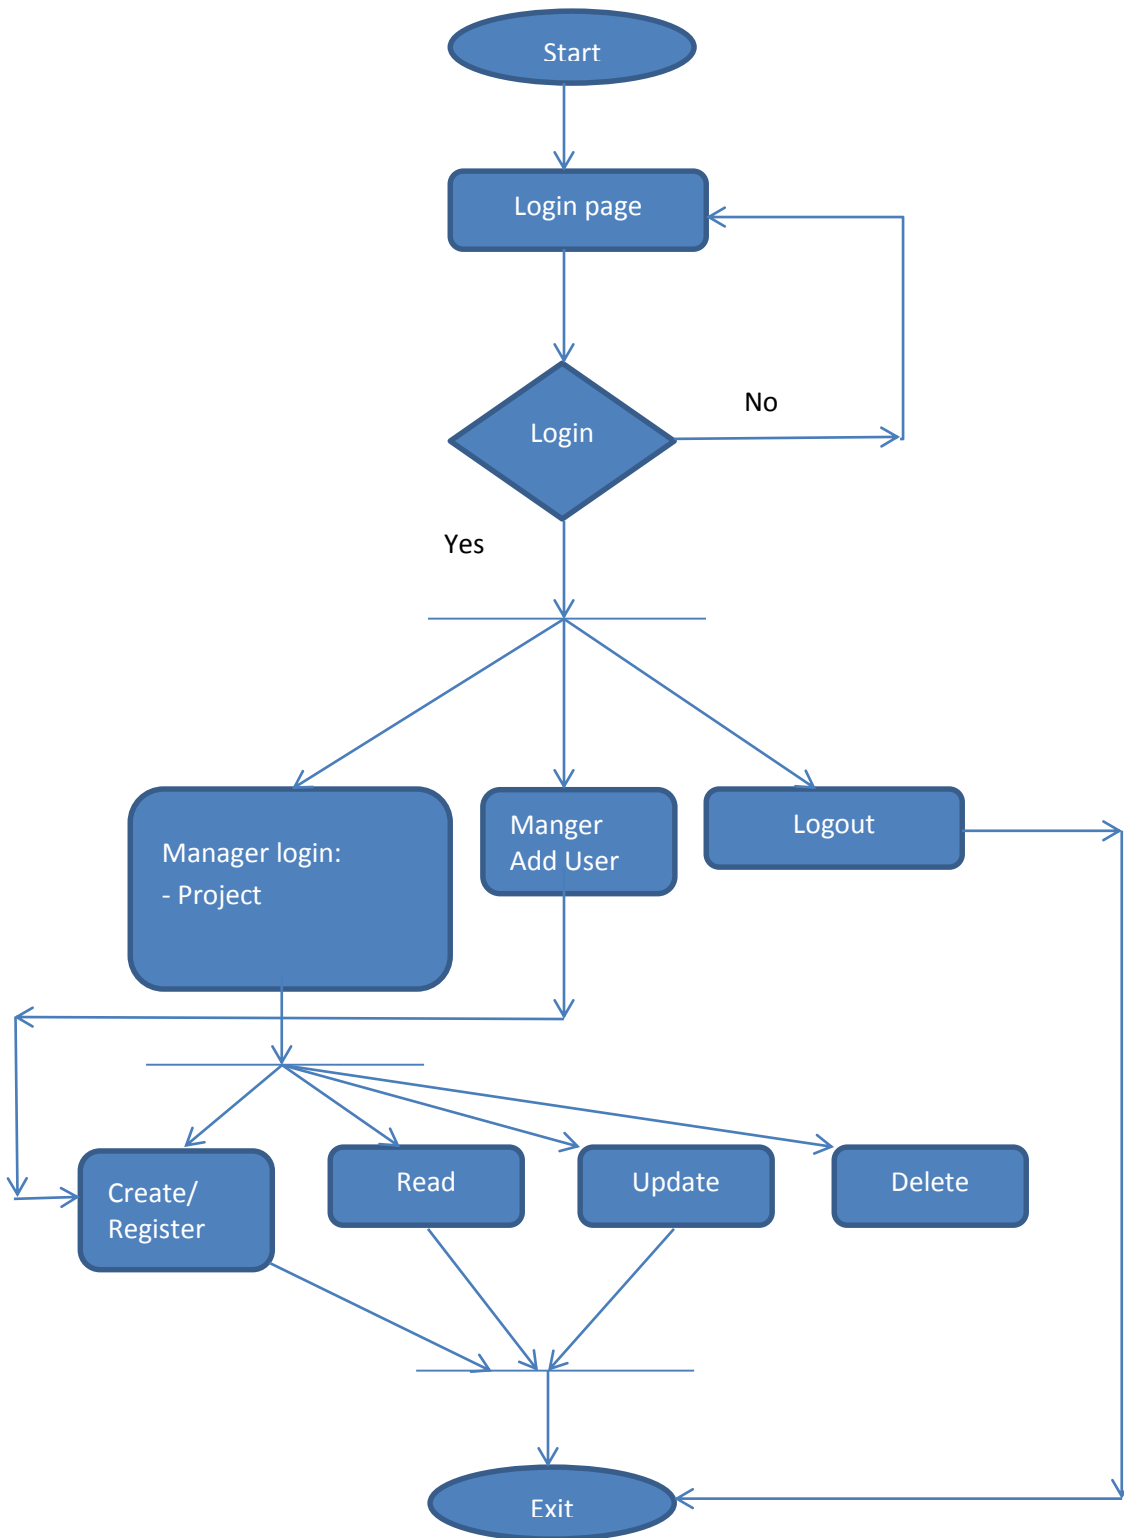 Start
Login page
No
Login
Yes
Manager login:
- Project
Manger
Add User
Logout
Create/
Register
Read
Update
Delete
Exit